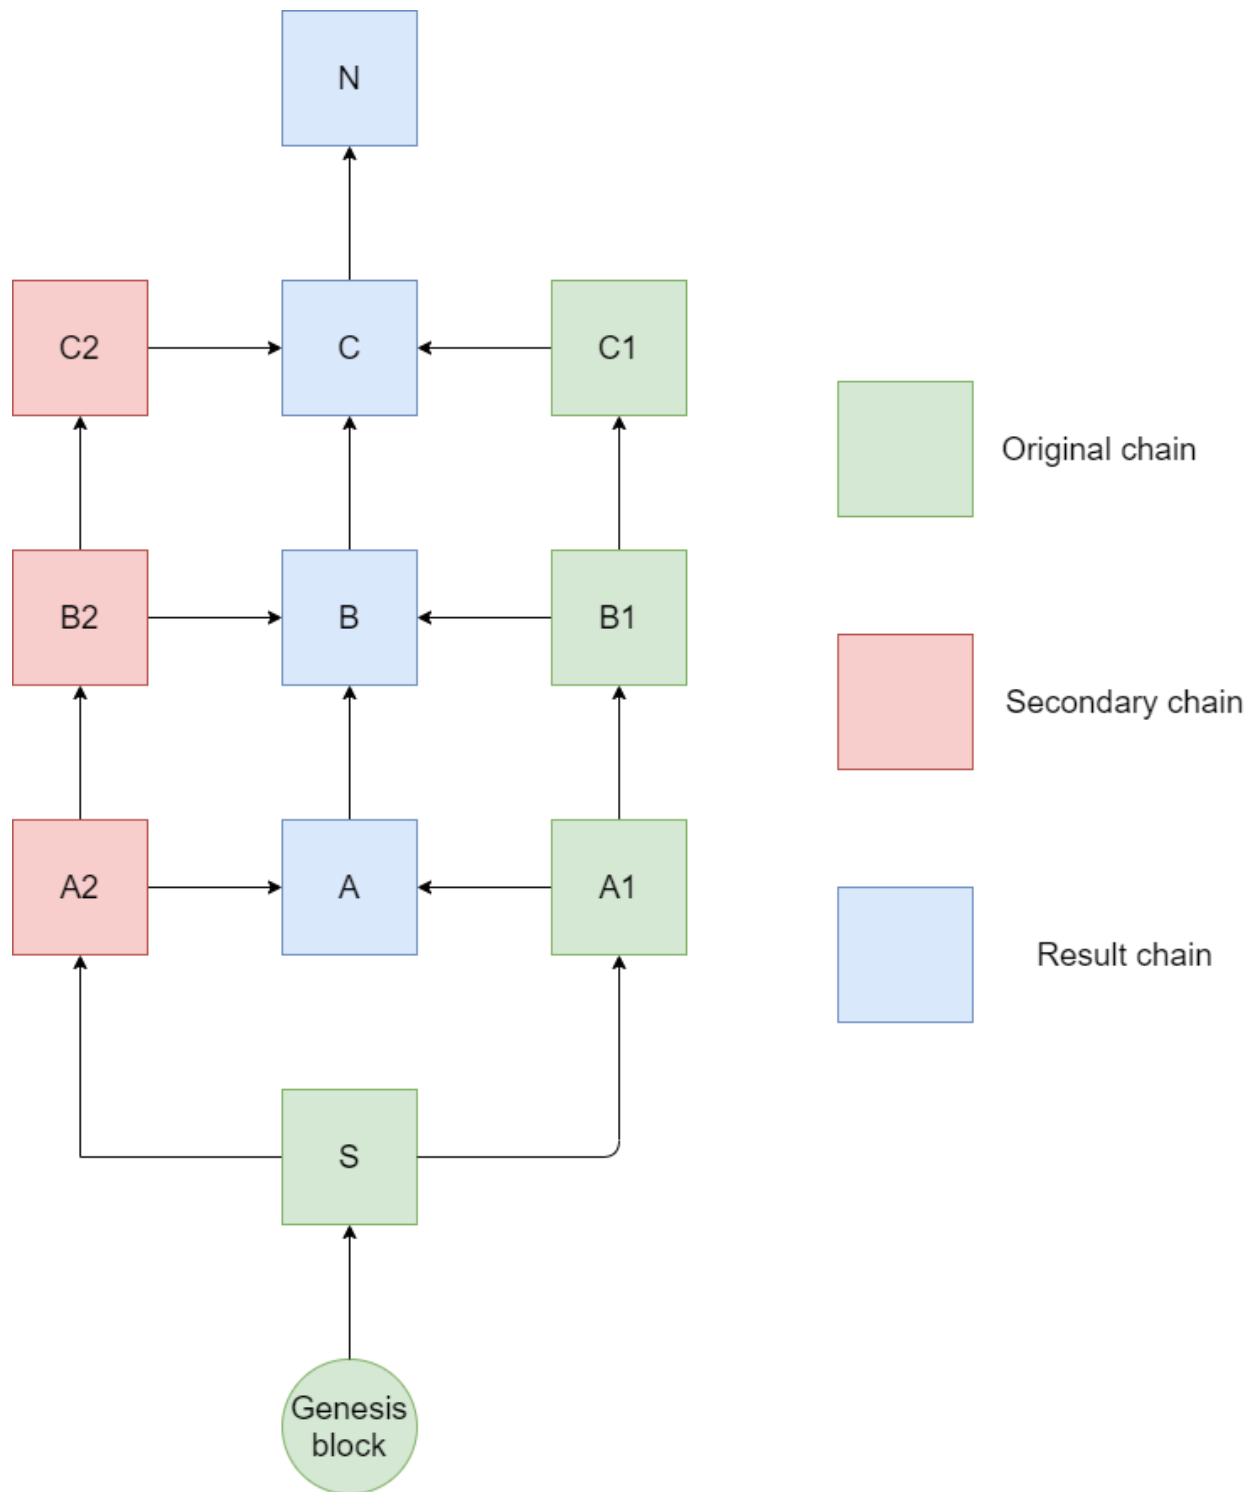 N
C2
C
C1
Original chain
B2
B
B1
Secondary chain
A2
A
A1
Result chain
S
Genesis
block